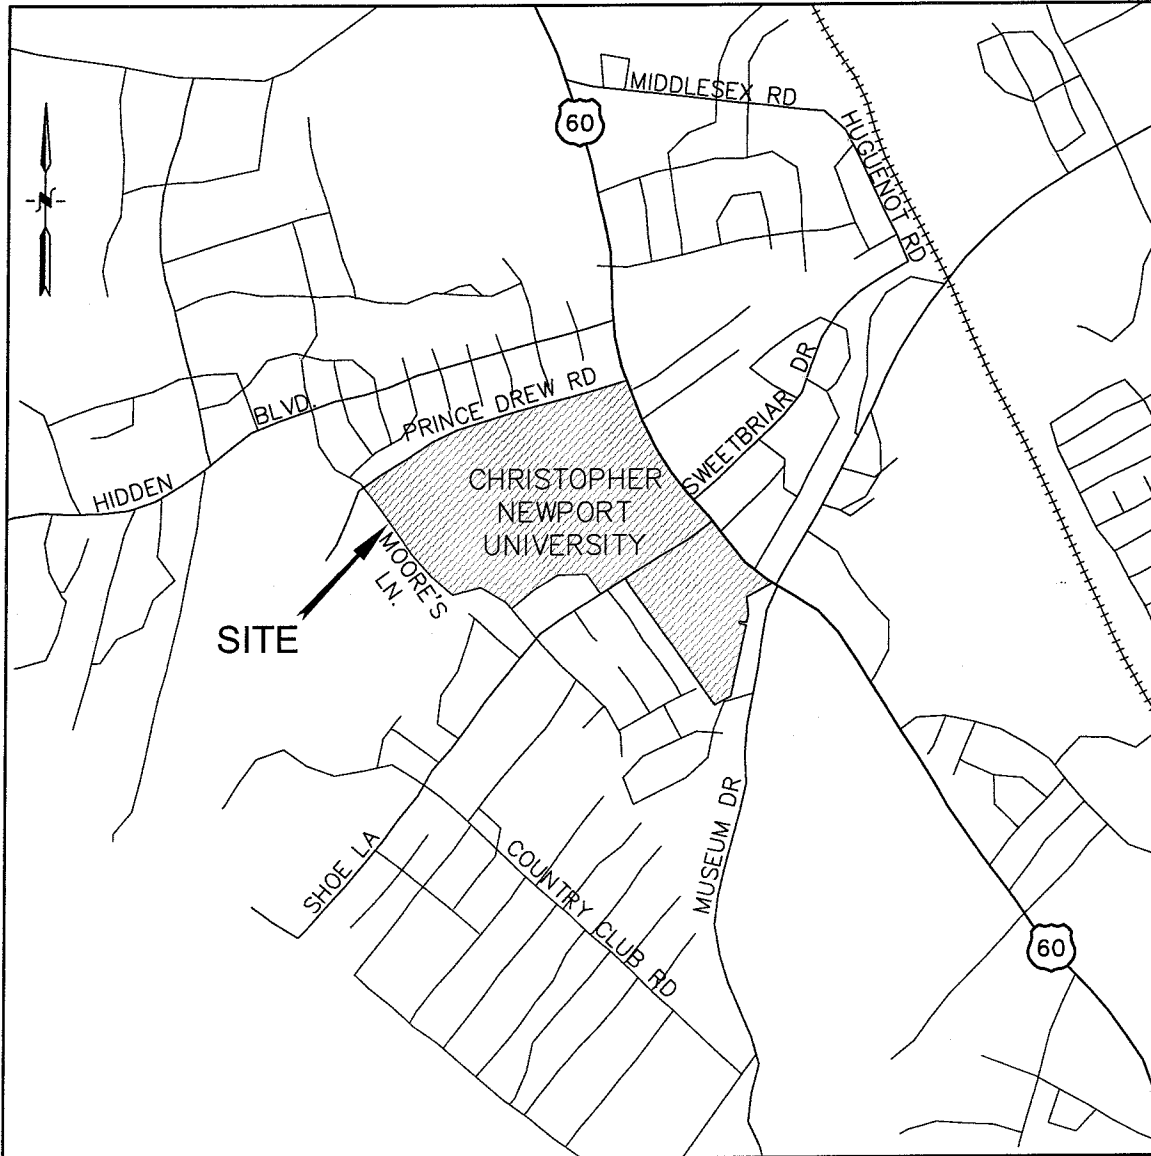 MIDDLESEX RD
60
HUGUENOT RD
N
SWEETBRIAR DR
PRINCE DREW RD
HIDDEN BLVD.
CHRISTOPHER
NEWPORT
UNIVERSITY
MOORE'S
LN.
SITE
MUSEUM DR
SHOE LA
COUNTRY CLUB RD
60